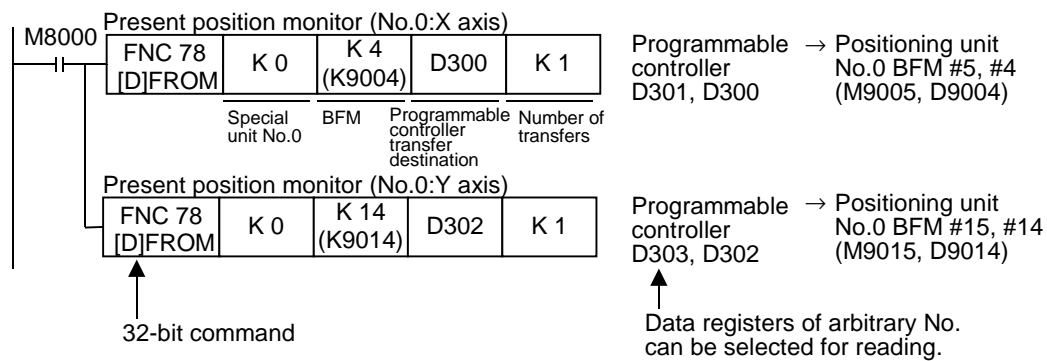 Present position monitor (No.0:X axis)
M8000
FNC 78
[D]FROM
K 0
K 4
(K9004)
D300
K 1
Special
unit No.0
BFM
Programmable
controller
transfer
destination
Number of
transfers
Programmable
controller
D301, D300
→ Positioning unit
No.0 BFM #5, #4
(M9005, D9004)
Present position monitor (No.0:Y axis)
FNC 78
[D]FROM
K 0
K 14
(K9014)
D302
K 1
Programmable
controller
D303, D302
→ Positioning unit
No.0 BFM #15, #14
(M9015, D9014)
32-bit command
Data registers of arbitrary No.
can be selected for reading.